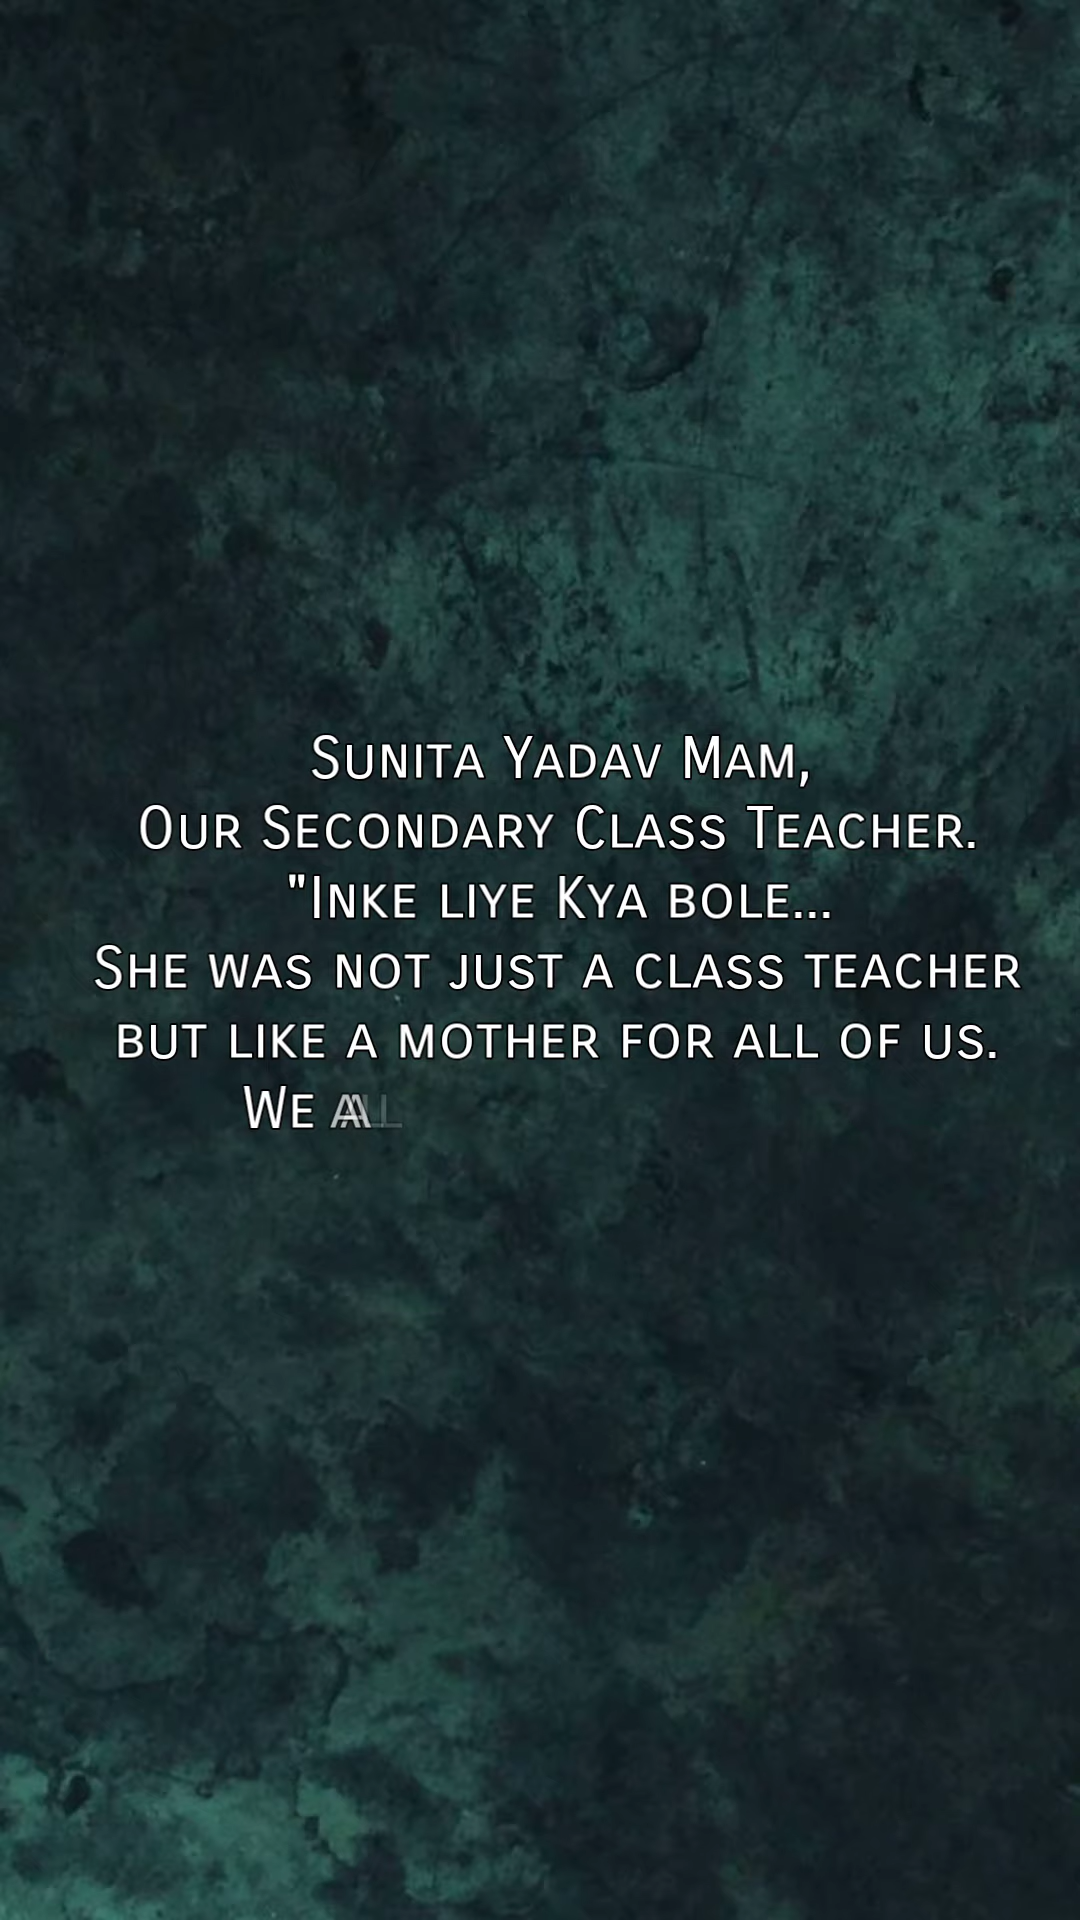 Sunita Yadav Mam,
Our Secondary Class Teacher.
"Inke liye Kya bole...
She was not just a class teacher
but like a mother for all of us.
We all